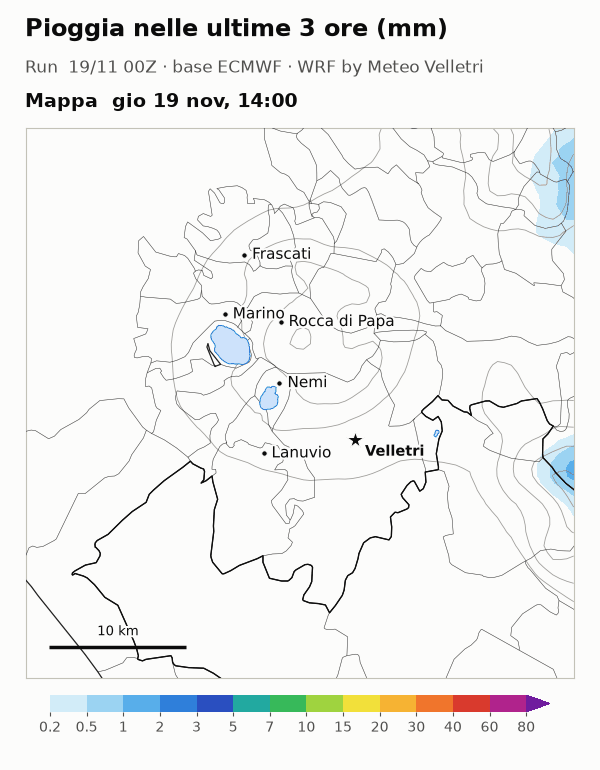 Pioggia nelle ultime 3 ore (mm)
Run  19/11 00Z · base ECMWF · WRF by Meteo Velletri
Mappa  gio 19 nov, 14:00
Frascati
Marino
Rocca di Papa
Nemi
Velletri
Lanuvio
10 km
0.2 0.5 1 2 3 5 7 10 15 20 30 40 60 80